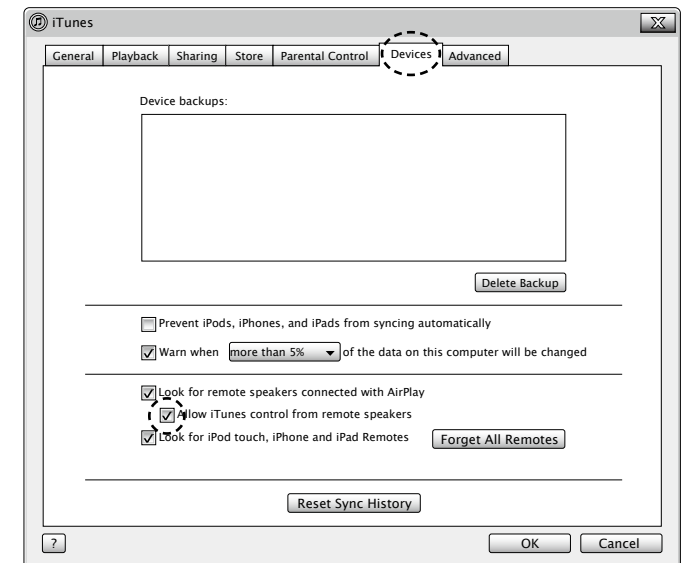 iTunes
General Playback Sharing Store Parental Control Devices Advanced
Device backups:
Delete Backup
Prevent iPods, iPhones, and iPads from syncing automatically
Warn when more than 5% of the data on this computer will be changed
Look for remote speakers connected with AirPlay
Allow iTunes control from remote speakers
Look for iPod touch, iPhone and iPad Remotes Forget All Remotes
Reset Sync History
? OK Cancel